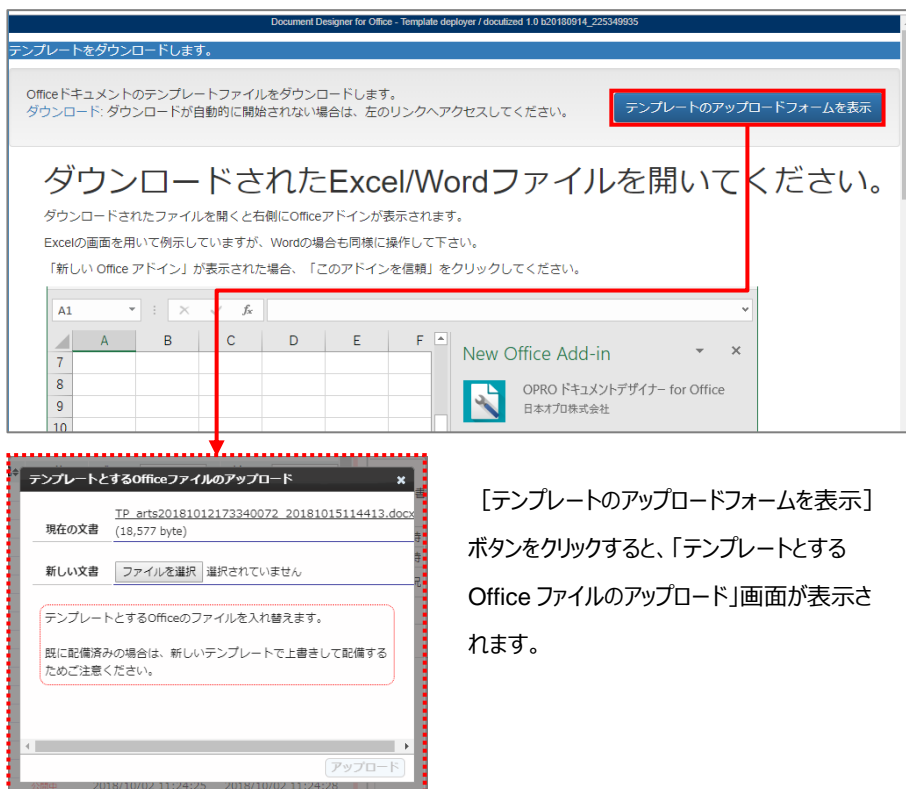 Document Designer for Office - Template deployer / documentized 1.0 b20180914_225349935
テンプレートをダウンロードします。
Officeドキュメントのテンプレートファイルをダウンロードします。
ダウンロード: ダウンロードが自動的に開始されない場合は、左のリンクへアクセスしてください。
テンプレートのアップロードフォームを表示
ダウンロードされたExcel/Wordファイルを開いてください。
ダウンロードされたファイルを開くと右側にOfficeアドインが表示されます。
Excelの画面を用いて例示していますが、Wordの場合も同様に操作して下さい。
「新しい Office アドイン」が表示された場合、「このアドインを信頼」をクリックしてください。
A1 fx
A B C D E F
7
8
9
10
New Office Add-in
OPRO ドキュメントデザイナー for Office
日本オプロ株式会社
テンプレートとするOfficeファイルのアップロード
現在の文書 TP_arts20181012173340072_20181015114413.docx
(18,577 byte)
新しい文書 ファイルを選択 選択されていません
テンプレートとするOfficeのファイルを入れ替えます。
既に配備済みの場合は、新しいテンプレートで上書きして配備する
ためご注意ください。
アップロード
公開中 2018/10/02 11:24:25 2018/10/02 11:24:28
［テンプレートのアップロードフォームを表示］
ボタンをクリックすると、「テンプレートとする
Office ファイルのアップロード」画面が表示さ
れます。